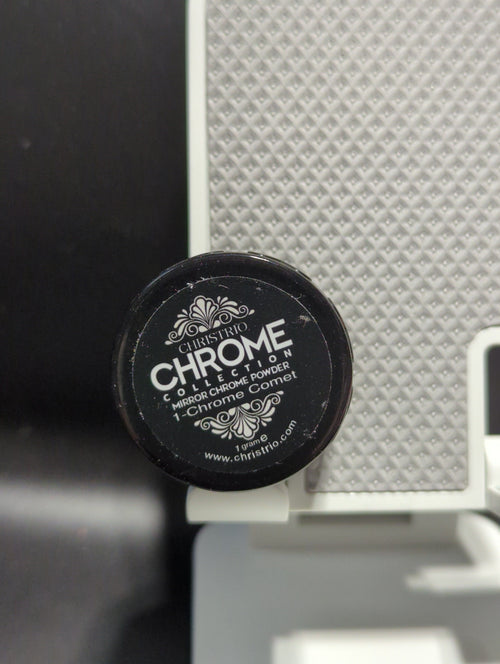 CHRISTRIO
CHROME
COLLECTION
MIRROR CHROME POWDER
1-Chrome Comet
1 gram e
www.christrio.com